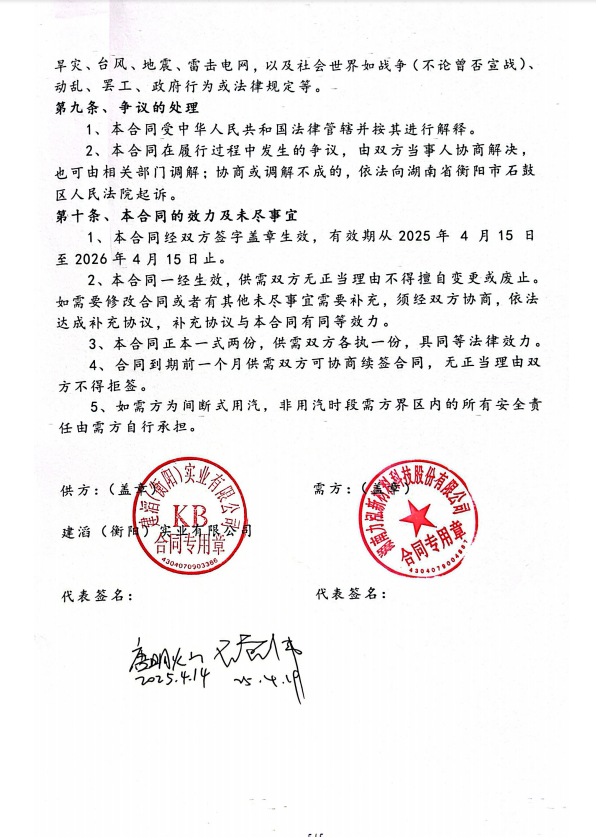 旱灾、台风、地震、雷击电网，以及社会世界如战争（不论曾否宣战）、
动乱、罢工、政府行为或法律规定等。
第九条、争议的处理
1、本合同受中华人民共和国法律管辖并按其进行解释。
2、本合同在履行过程中发生的争议，由双方当事人协商解决，
也可由相关部门调解；协商或调解不成的，依法向湖南省衡阳市石鼓
区人民法院起诉。
第十条、本合同的效力及未尽事宜
1、本合同经双方签字盖章生效，有效期从 2025 年 4 月 15 日
至 2026 年 4 月 15 日止。
2、本合同一经生效，供需双方无正当理由不得擅自变更或废止。
如需要修改合同或者有其他未尽事宜需要补充，须经双方协商，依法
达成补充协议，补充协议与本合同有同等效力。
3、本合同正本一式两份，供需双方各执一份，具同等法律效力。
4、合同到期前一个月供需双方可协商续签合同，无正当理由双
方不得拒签。
5、如需方为间断式用汽，非用汽时段需方界区内的所有安全责
任由需方自行承担。
供方：（盖章）
需方：（盖章）
建滔（衡阳）实业有限公司
建滔（衡阳）实业有限公司
KB
合同专用章
4304070903386
湖南力泓新材料科技股份有限公司
合同专用章
代表签名：
代表签名：
2025.4.14
25.4.19
5/5